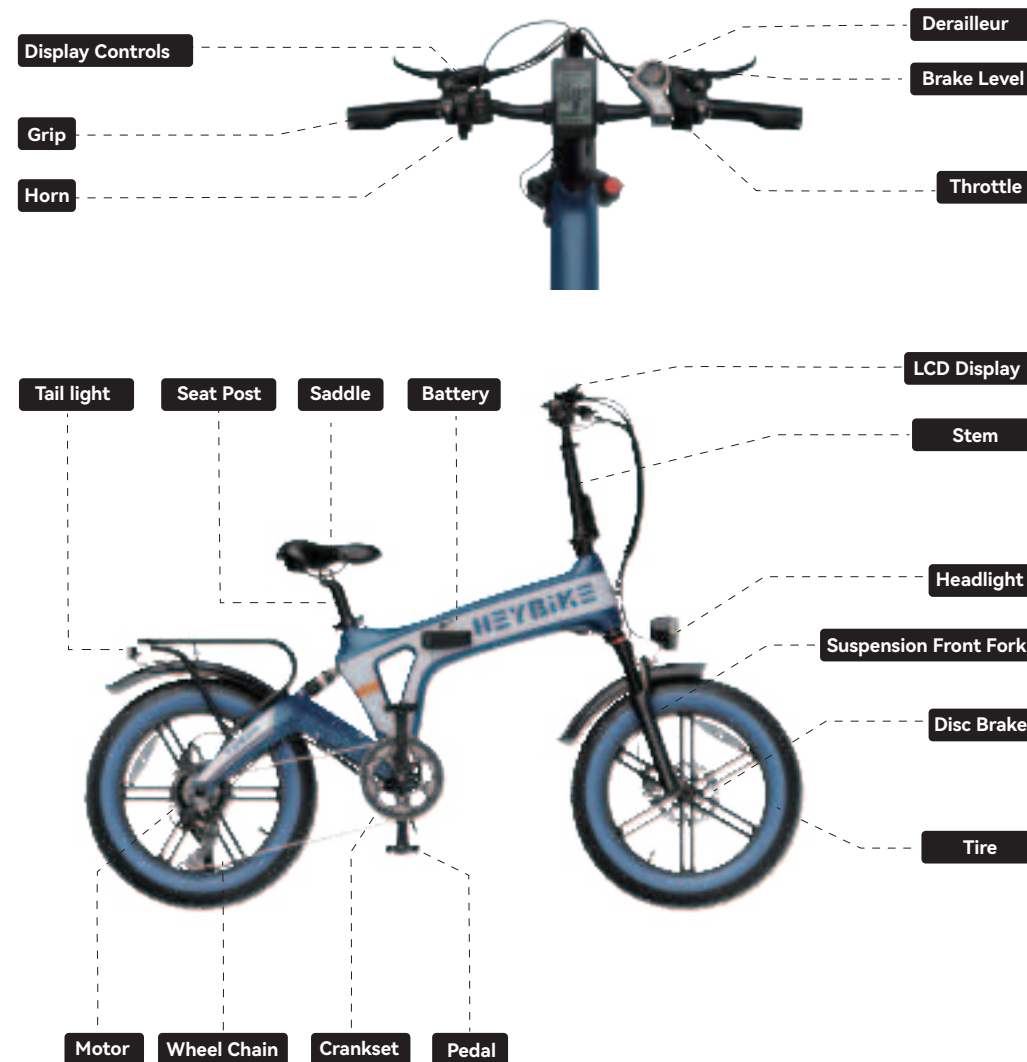 Display Controls
Derailleur
Brake Level
Grip
Horn
Throttle
LCD Display
Tail light
Seat Post
Saddle
Battery
Stem
Headlight
HEYBIKE
Suspension Front Fork
Disc Brake
Tire
Motor
Wheel Chain
Crankset
Pedal